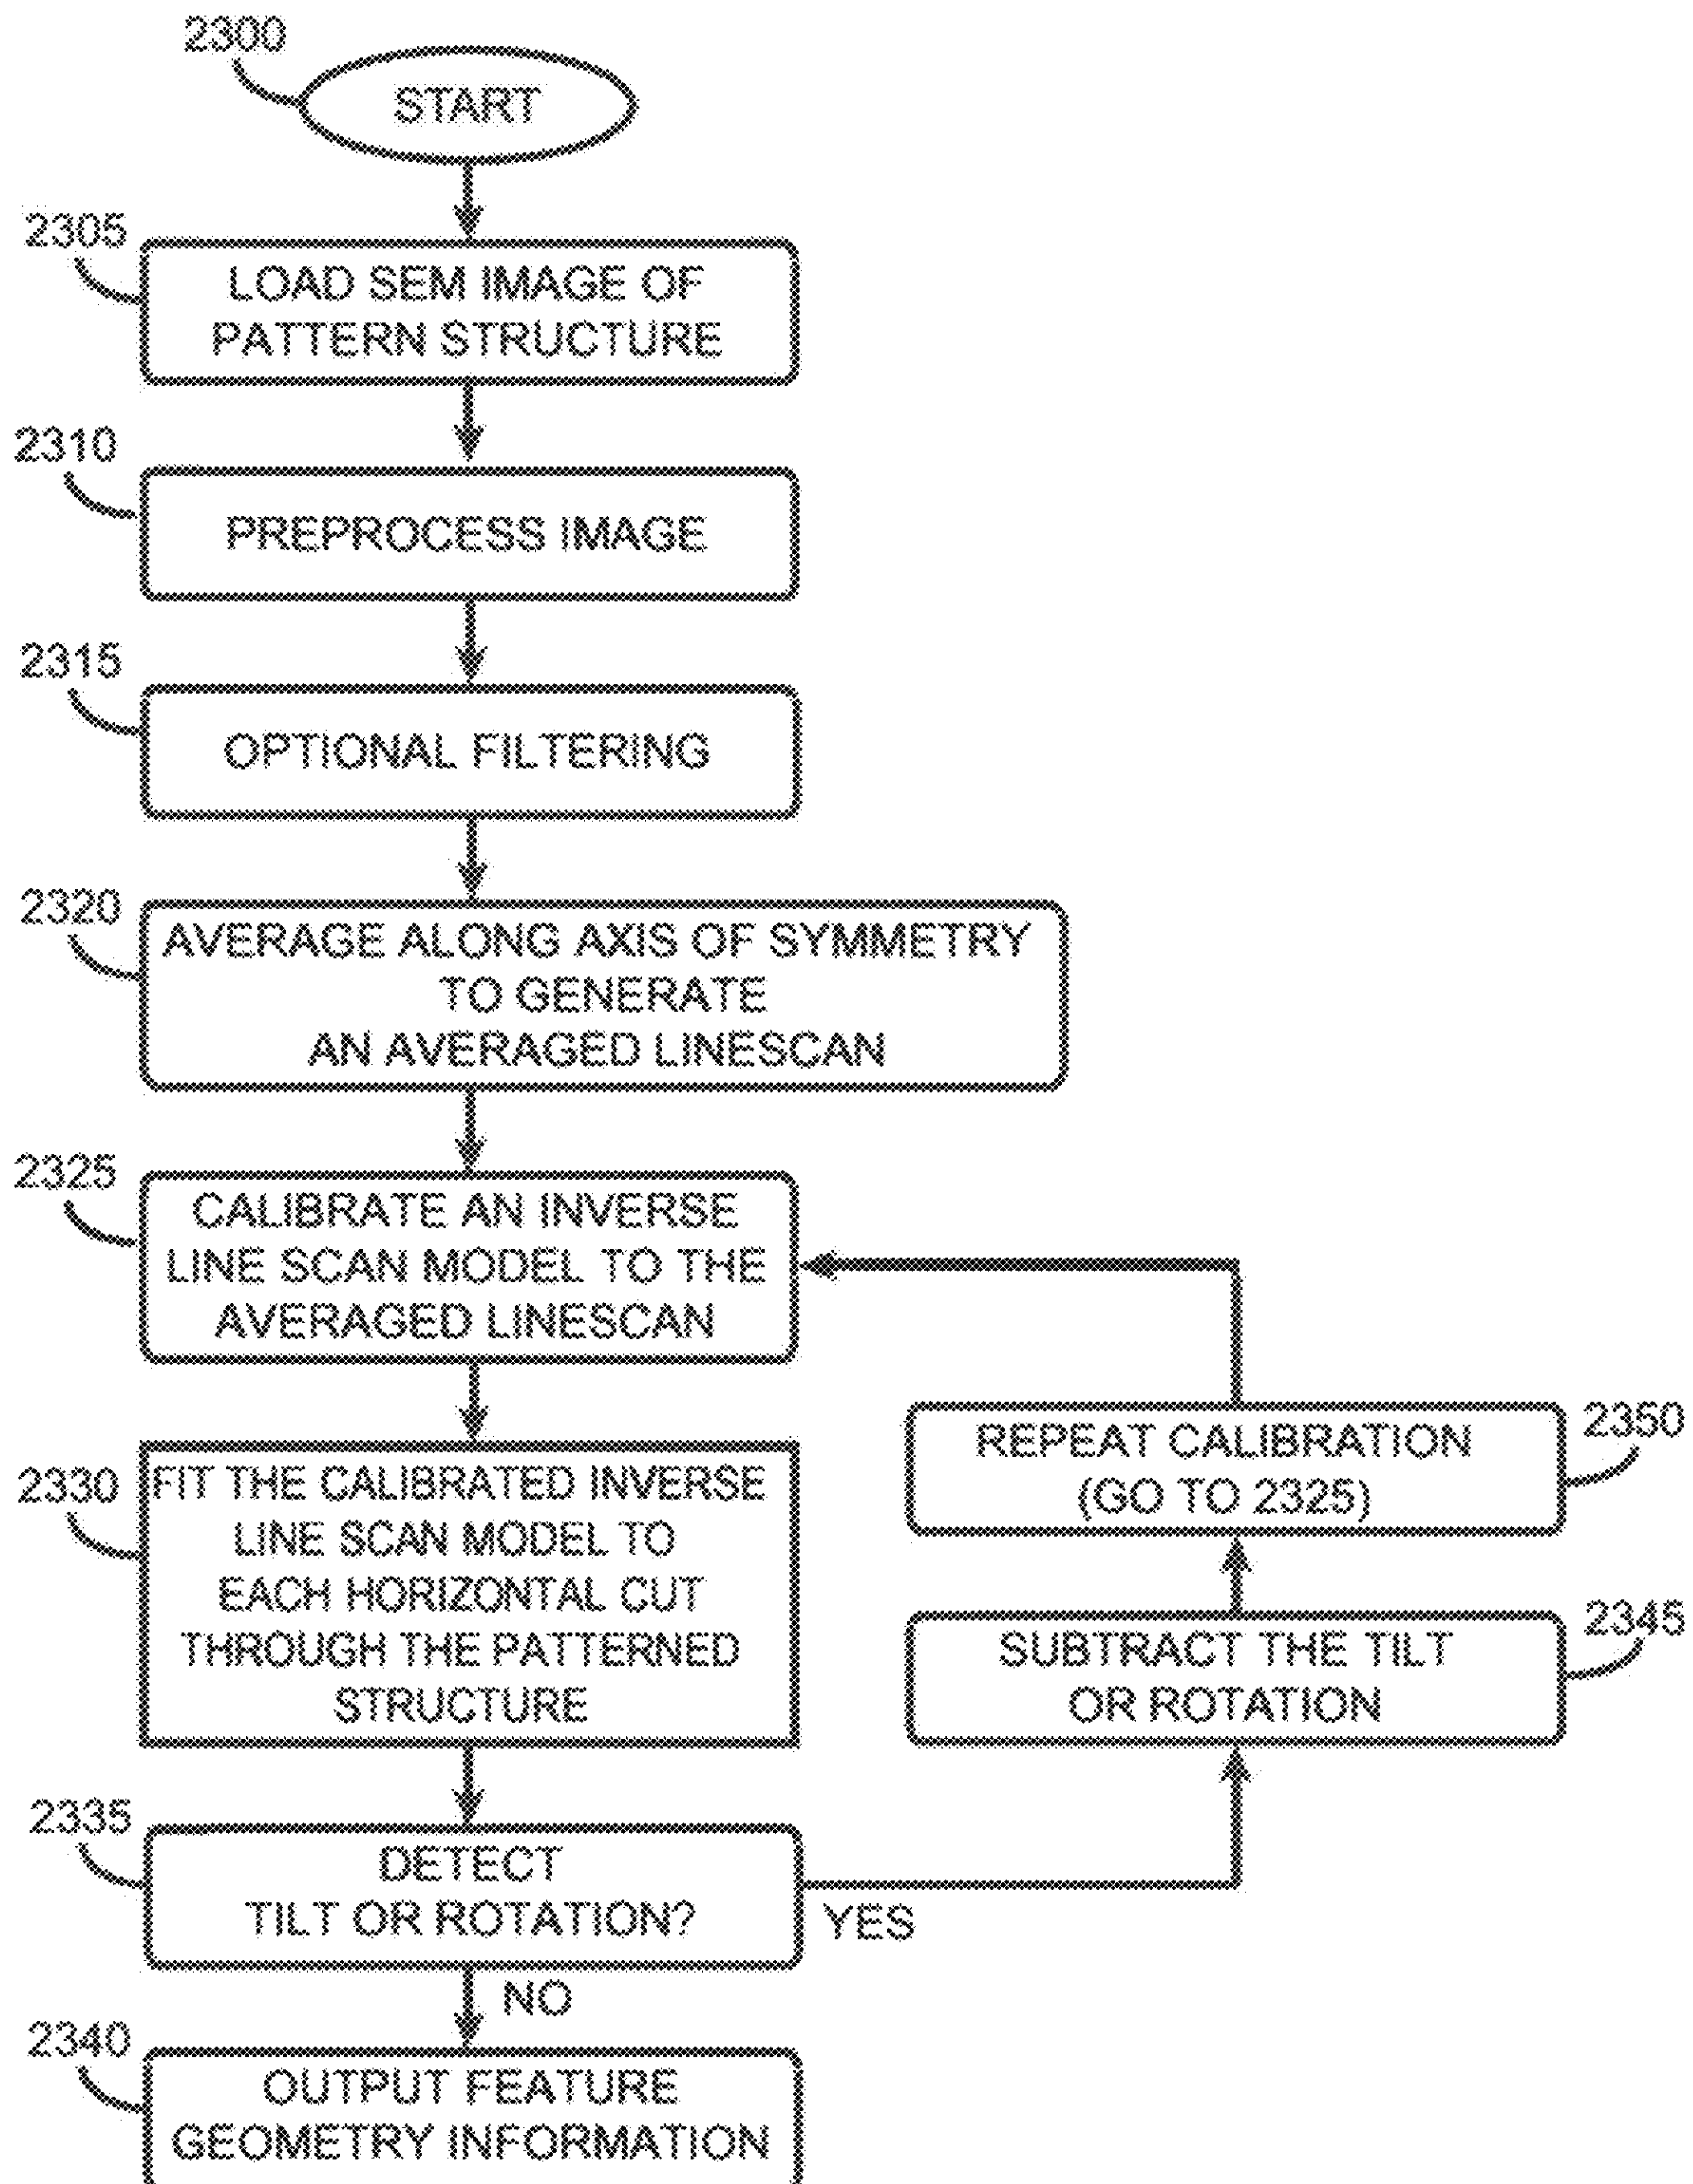 2300
START
2305
LOAD SEM IMAGE OF
PATTERN STRUCTURE
2310
PREPROCESS IMAGE
2315
OPTIONAL FILTERING
2320
AVERAGE ALONG AXIS OF SYMMETRY
TO GENERATE
AN AVERAGED LINESCAN
2325
CALIBRATE AN INVERSE
LINE SCAN MODEL TO THE
AVERAGED LINESCAN
2330
FIT THE CALIBRATED INVERSE
LINE SCAN MODEL TO
EACH HORIZONTAL CUT
THROUGH THE PATTERNED
STRUCTURE
2335
DETECT
TILT OR ROTATION?
YES
NO
2340
OUTPUT FEATURE
GEOMETRY INFORMATION
2345
SUBTRACT THE TILT
OR ROTATION
2350
REPEAT CALIBRATION
(GO TO 2325)